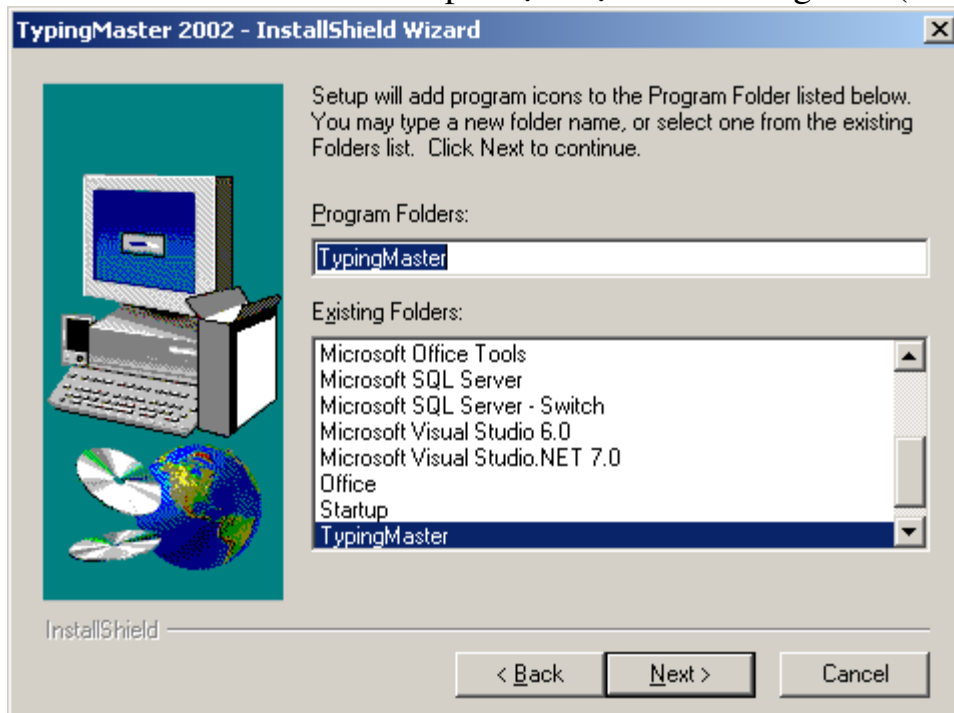 TypingMaster 2002 - InstallShield Wizard
Setup will add program icons to the Program Folder listed below.
You may type a new folder name, or select one from the existing
Folders list.  Click Next to continue.
Program Folders:
TypingMaster
Existing Folders:
Microsoft Office Tools
Microsoft SQL Server
Microsoft SQL Server - Switch
Microsoft Visual Studio 6.0
Microsoft Visual Studio.NET 7.0
Office
Startup
TypingMaster
InstallShield
< Back
Next >
Cancel